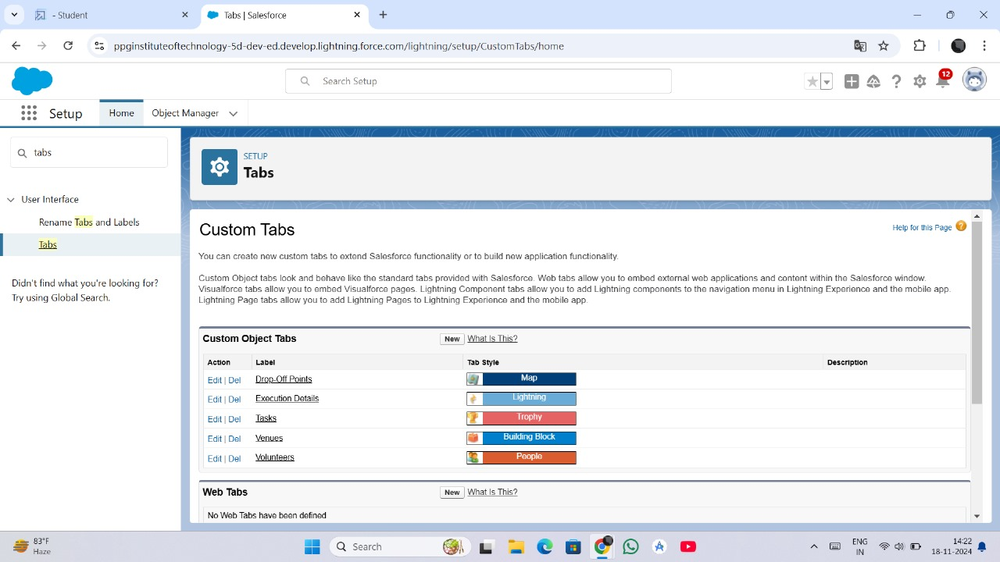 - Student
Tabs | Salesforce
ppginstituteoftechnology-5d-dev-ed.develop.lightning.force.com/lightning/setup/CustomTabs/home
Search Setup
12
Setup
Home
Object Manager
tabs
User Interface
Rename Tabs and Labels
Tabs
Didn't find what you're looking for?
Try using Global Search.
SETUP
Tabs
Custom Tabs
Help for this Page
You can create new custom tabs to extend Salesforce functionality or to build new application functionality.
Custom Object tabs look and behave like the standard tabs provided with Salesforce. Web tabs allow you to embed external web applications and content within the Salesforce window.
Visualforce tabs allow you to embed Visualforce pages. Lightning Component tabs allow you to add Lightning components to the navigation menu in Lightning Experience and the mobile app.
Lightning Page tabs allow you to add Lightning Pages to Lightning Experience and the mobile app.
Custom Object Tabs New What Is This?
Action Label Tab Style Description
Edit | Del Drop-Off Points Map
Edit | Del Execution Details Lightning
Edit | Del Tasks Trophy
Edit | Del Venues Building Block
Edit | Del Volunteers People
Web Tabs New What Is This?
No Web Tabs have been defined
83°F
Haze
Search
ENG
IN
14:22
18-11-2024